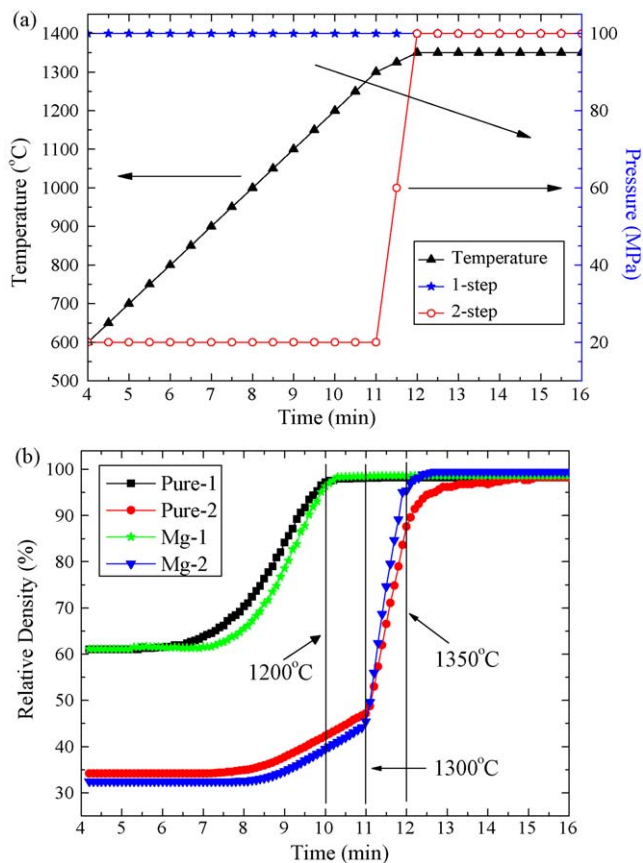 (a)
1400
1300
1200
1100
1000
900
800
700
600
500
Temperature (°C)
100
80
60
40
20
Pressure (MPa)
Temperature
1-step
2-step
4 5 6 7 8 9 10 11 12 13 14 15 16
Time (min)
(b)
100
90
80
70
60
50
40
30
Relative Density (%)
Pure-1
Pure-2
Mg-1
Mg-2
1200°C
1350°C
1300°C
4 5 6 7 8 9 10 11 12 13 14 15 16
Time (min)